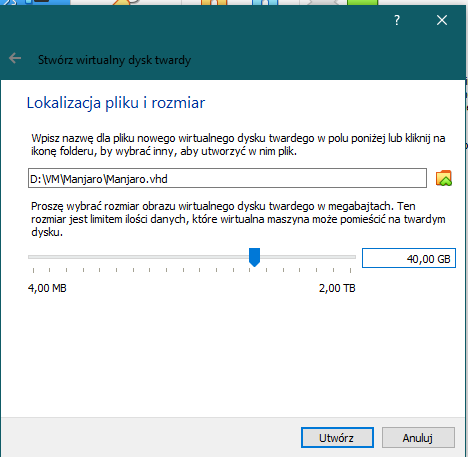 23
?
Stwórz wirtualny dysk twardy
Lokalizacja pliku i rozmiar
Wpisz nazwę dla pliku nowego wirtualnego dysku twardego w polu poniżej lub kliknij na
ikonę folderu, by wybrać inny, aby utworzyć w nim plik.
D:\VM\Manjaro\Manjaro.vhd
Proszę wybrać rozmiar obrazu wirtualnego dysku twardego w megabajtach. Ten
rozmiar jest limitem ilości danych, które wirtualna maszyna może pomieścić na twardym
dysku.
40,00 GB
4,00 MB 2,00 TB
Utwórz Anuluj